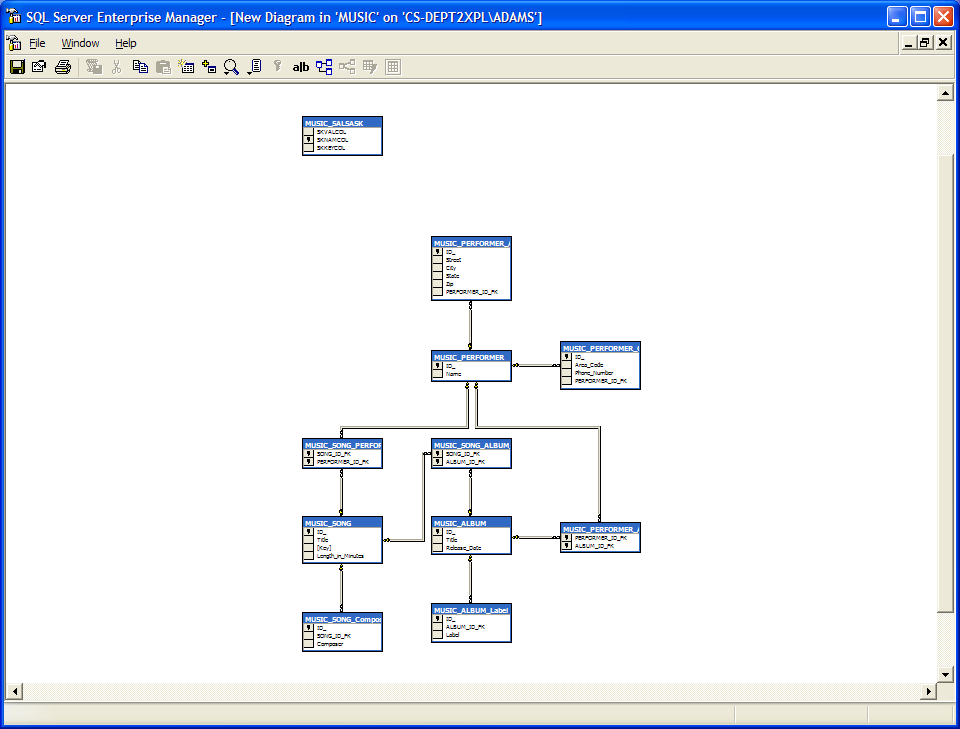 SQL Server Enterprise Manager - [New Diagram in 'MUSIC' on 'CS-DEPT2XPL\ADAMS']
File Window Help
alb
MUSIC_SALSASK
SKVALCOL
SKNAMCOL
SKKEYCOL
MUSIC_PERFORMER_A
ID_
Street
City
State
Zip
PERFORMER_ID_FK
MUSIC_PERFORMER
ID_
Name
MUSIC_PERFORMER_
ID_
Area_Code
Phone_Number
PERFORMER_ID_FK
MUSIC_SONG_PERFOR
SONG_ID_FK
PERFORMER_ID_FK
MUSIC_SONG_ALBUM
SONG_ID_FK
ALBUM_ID_FK
MUSIC_SONG
ID_
Title
[Key]
Length_in_Minutes
MUSIC_ALBUM
ID_
Title
Release_Date
MUSIC_PERFORMER_A
PERFORMER_ID_FK
ALBUM_ID_FK
MUSIC_SONG_Compos
ID_
SONG_ID_FK
Composer
MUSIC_ALBUM_Label
ID_
ALBUM_ID_FK
Label